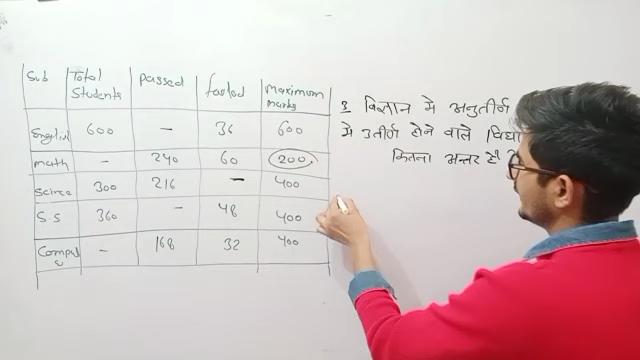 Sub Total Students Passed failed Maximum marks
English 600 - 36 600
math - 240 60 200
Science 300 216 - 400
S.S 360 - 48 400
- 168 32 400
3. विज्ञान मे अनुतीर्ण
मे उतीर्ण होने वाले
कितना अन्तर है ?